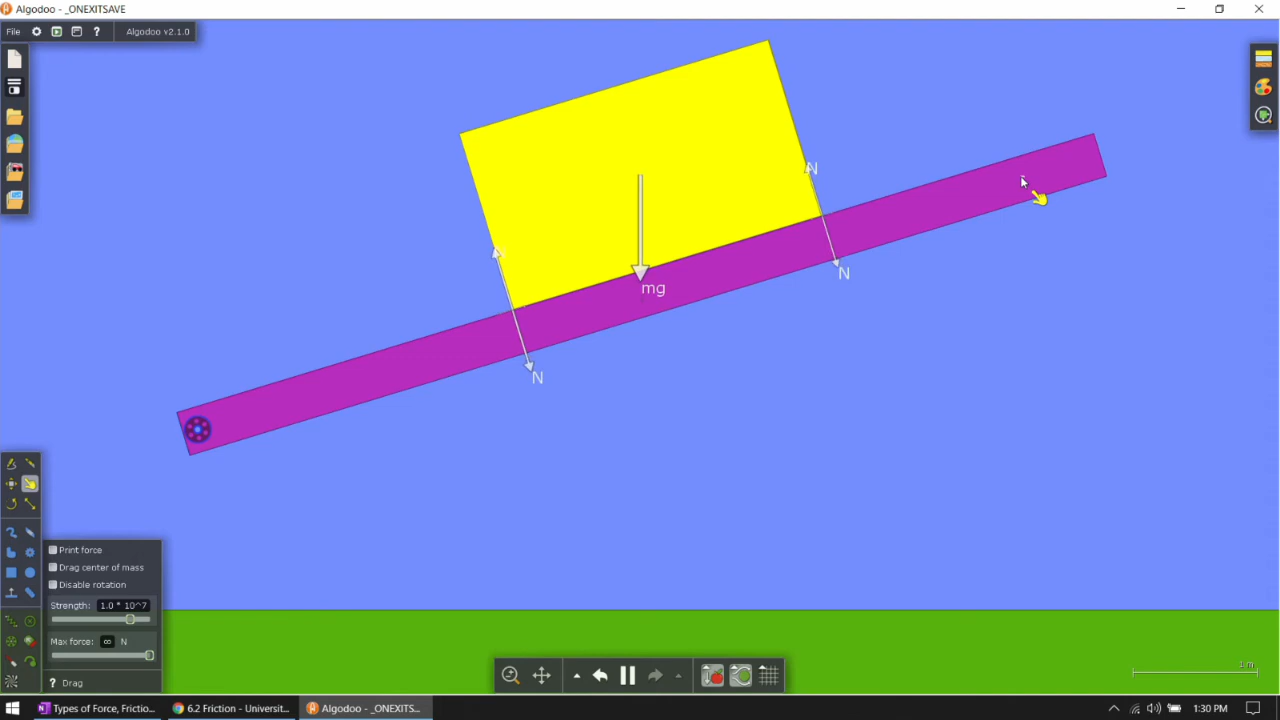 Algodoo - _ONEXITSAVE
File ? Algodoo v2.1.0
N
mg
N
N
Print force
Drag center of mass
Disable rotation
Strength: 1.0 * 10^7
Max force: ∞ N
? Drag
1 m
Types of Force, Frictio...
6.2 Friction - Universit...
Algodoo - _ONEXITS...
1:30 PM